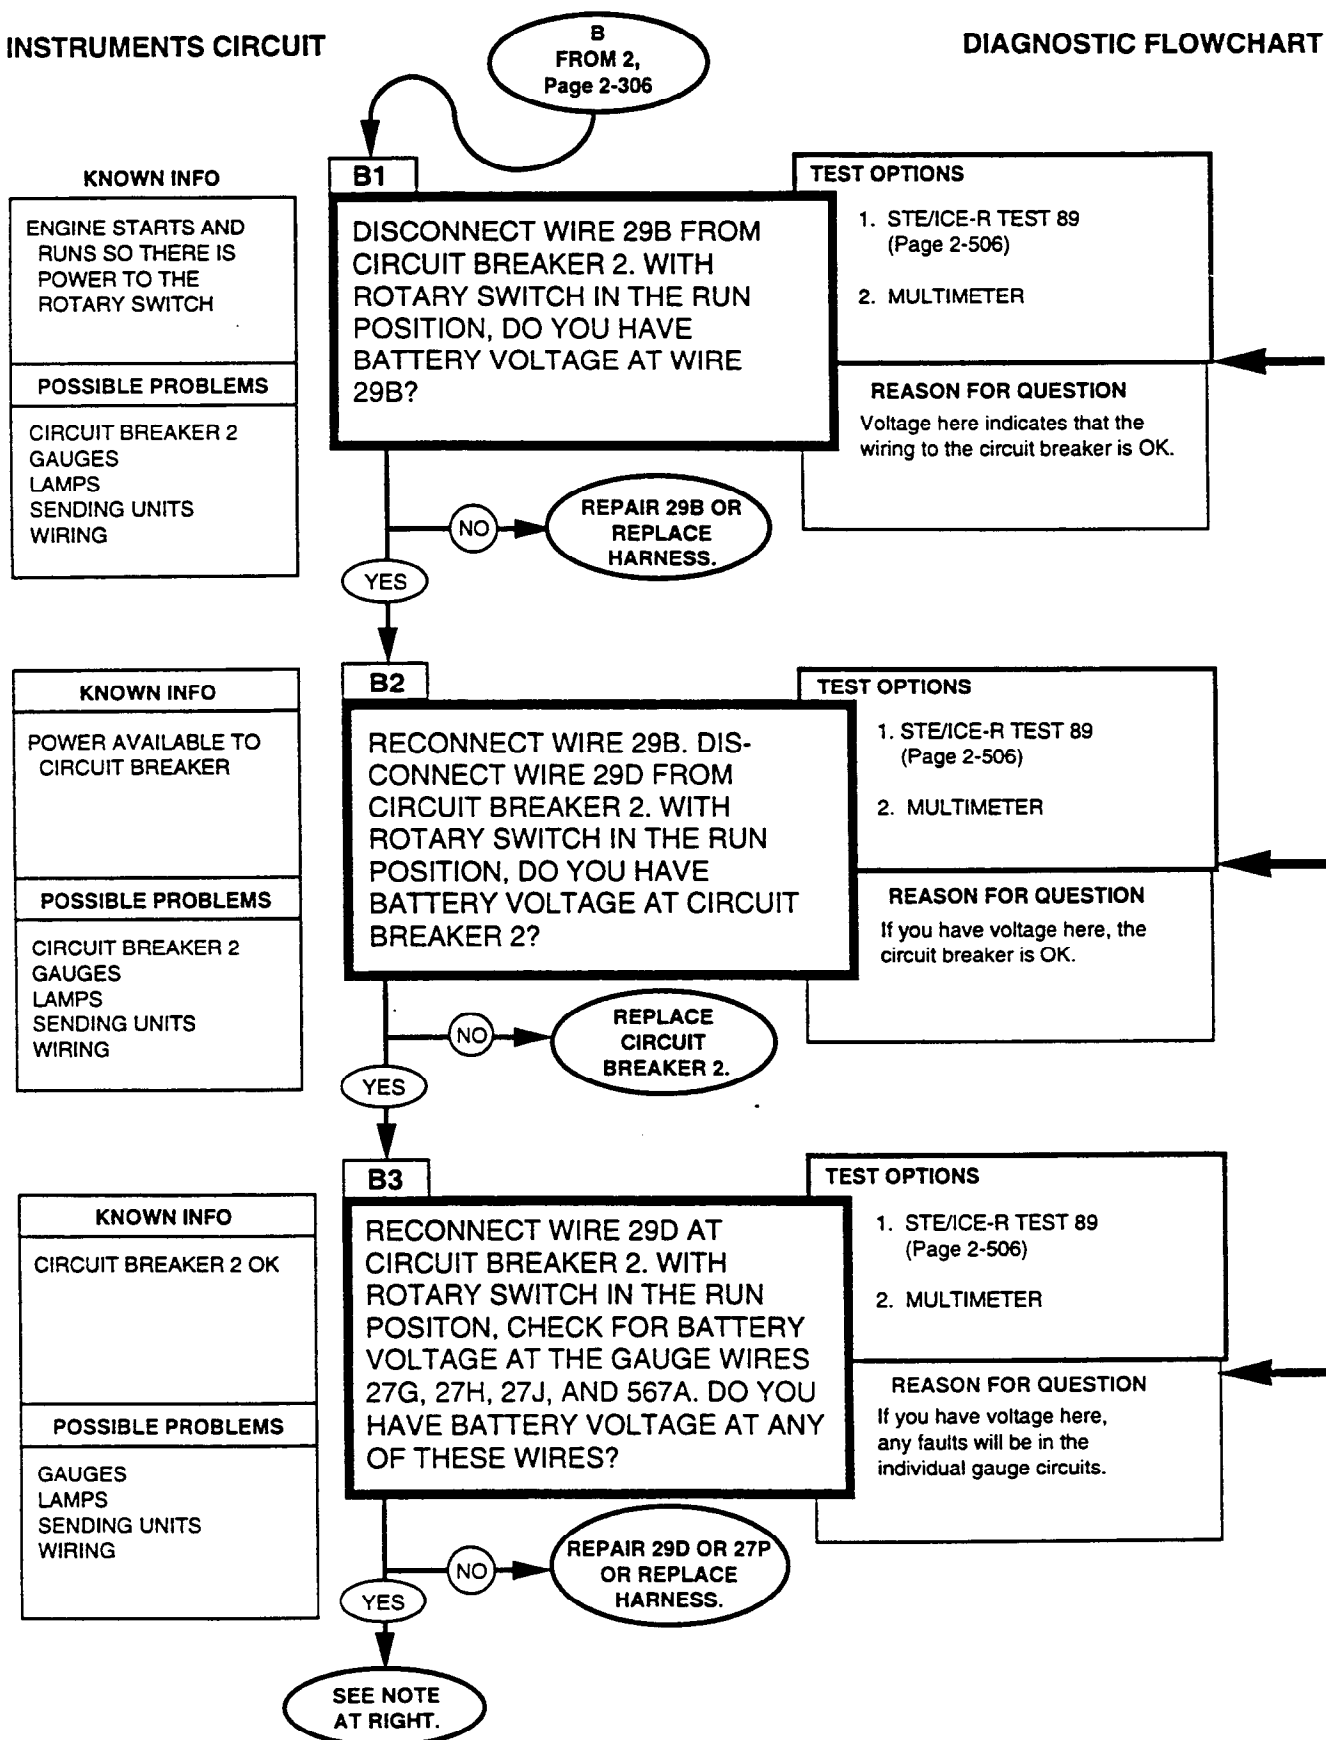 INSTRUMENTS CIRCUIT
B
FROM 2,
Page 2-306
DIAGNOSTIC FLOWCHART
KNOWN INFO
ENGINE STARTS AND
RUNS SO THERE IS
POWER TO THE
ROTARY SWITCH
POSSIBLE PROBLEMS
CIRCUIT BREAKER 2
GAUGES
LAMPS
SENDING UNITS
WIRING
B1
DISCONNECT WIRE 29B FROM
CIRCUIT BREAKER 2. WITH
ROTARY SWITCH IN THE RUN
POSITION, DO YOU HAVE
BATTERY VOLTAGE AT WIRE
29B?
TEST OPTIONS
1. STE/ICE-R TEST 89
(Page 2-506)
2. MULTIMETER
REASON FOR QUESTION
Voltage here indicates that the
wiring to the circuit breaker is OK.
NO
REPAIR 29B OR
REPLACE
HARNESS.
YES
KNOWN INFO
POWER AVAILABLE TO
CIRCUIT BREAKER
POSSIBLE PROBLEMS
CIRCUIT BREAKER 2
GAUGES
LAMPS
SENDING UNITS
WIRING
B2
RECONNECT WIRE 29B. DIS-
CONNECT WIRE 29D FROM
CIRCUIT BREAKER 2. WITH
ROTARY SWITCH IN THE RUN
POSITION, DO YOU HAVE
BATTERY VOLTAGE AT CIRCUIT
BREAKER 2?
TEST OPTIONS
1. STE/ICE-R TEST 89
(Page 2-506)
2. MULTIMETER
REASON FOR QUESTION
If you have voltage here, the
circuit breaker is OK.
NO
REPLACE
CIRCUIT
BREAKER 2.
YES
KNOWN INFO
CIRCUIT BREAKER 2 OK
POSSIBLE PROBLEMS
GAUGES
LAMPS
SENDING UNITS
WIRING
B3
RECONNECT WIRE 29D AT
CIRCUIT BREAKER 2. WITH
ROTARY SWITCH IN THE RUN
POSITON, CHECK FOR BATTERY
VOLTAGE AT THE GAUGE WIRES
27G, 27H, 27J, AND 567A. DO YOU
HAVE BATTERY VOLTAGE AT ANY
OF THESE WIRES?
TEST OPTIONS
1. STE/ICE-R TEST 89
(Page 2-506)
2. MULTIMETER
REASON FOR QUESTION
If you have voltage here,
any faults will be in the
individual gauge circuits.
NO
REPAIR 29D OR 27P
OR REPLACE
HARNESS.
YES
SEE NOTE
AT RIGHT.